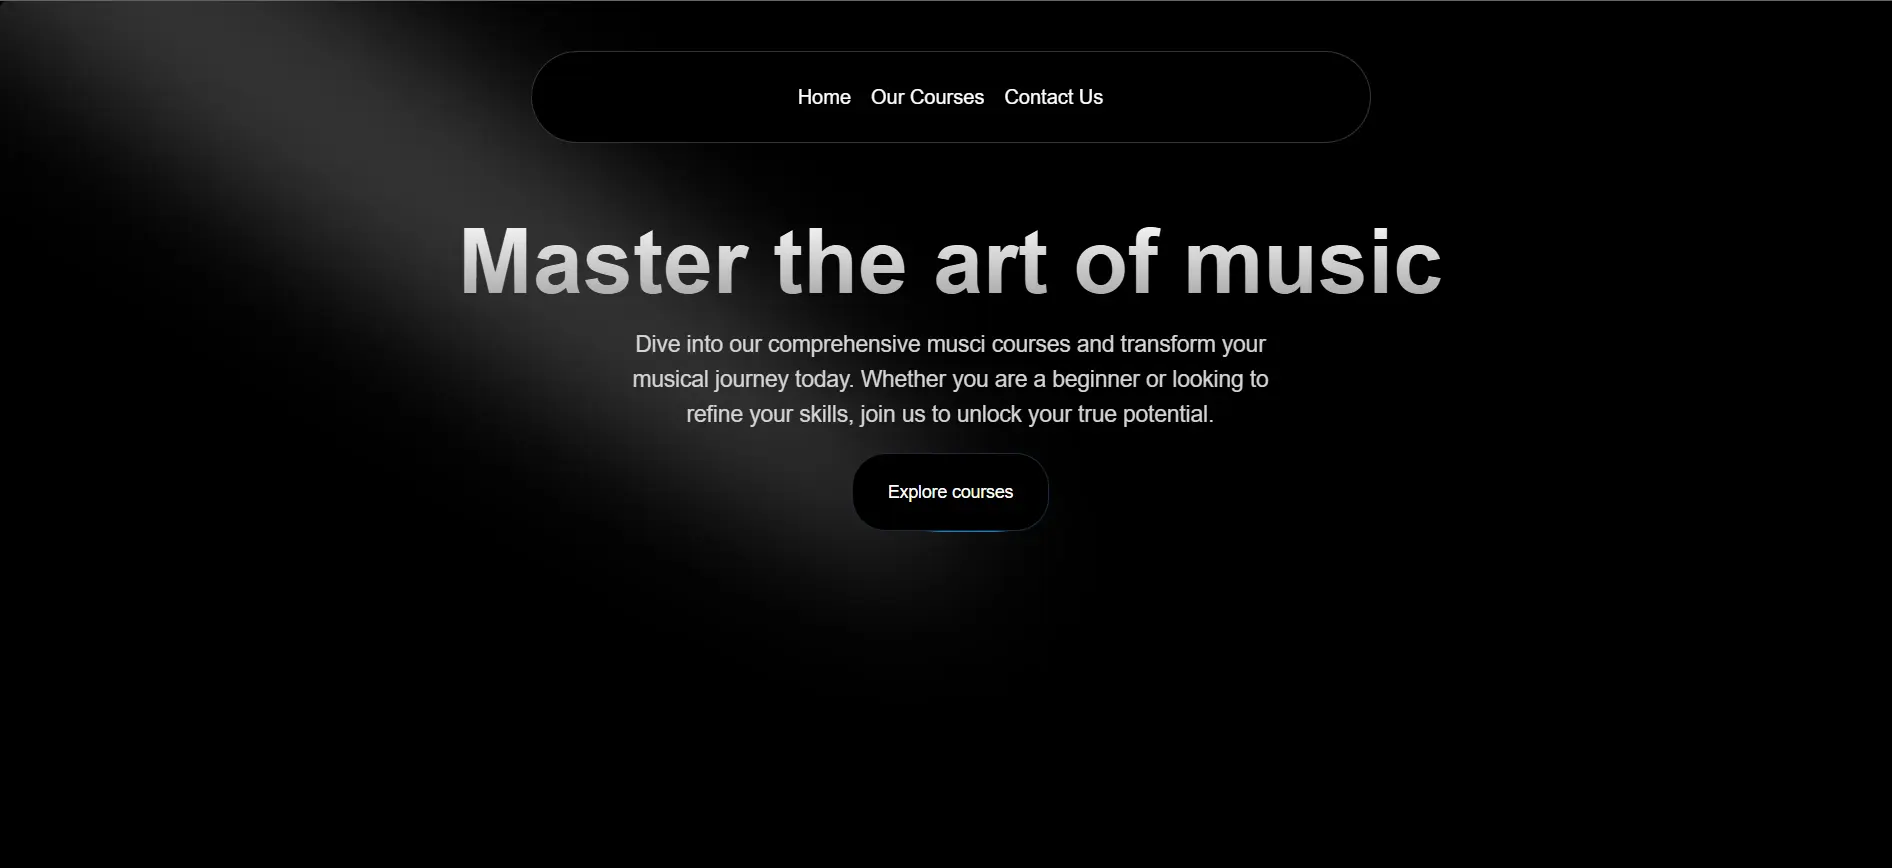 Home Our Courses Contact Us
Master the art of music
Dive into our comprehensive musci courses and transform your
musical journey today. Whether you are a beginner or looking to
refine your skills, join us to unlock your true potential.
Explore courses